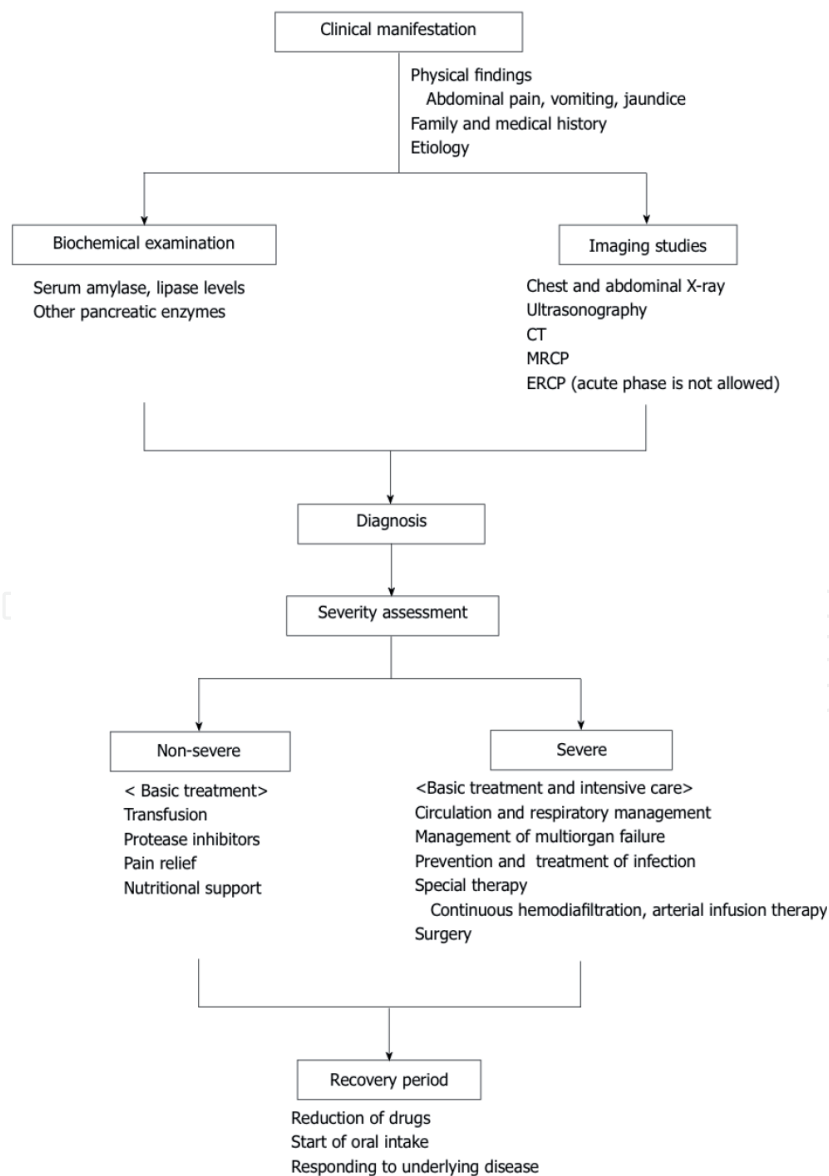 Clinical manifestation
Physical findings
Abdominal pain, vomiting, jaundice
Family and medical history
Etiology
Biochemical examination
Serum amylase, lipase levels
Other pancreatic enzymes
Imaging studies
Chest and abdominal X-ray
Ultrasonography
CT
MRCP
ERCP (acute phase is not allowed)
Diagnosis
Severity assessment
Non-severe
< Basic treatment>
Transfusion
Protease inhibitors
Pain relief
Nutritional support
Severe
<Basic treatment and intensive care>
Circulation and respiratory management
Management of multiorgan failure
Prevention and treatment of infection
Special therapy
Continuous hemodiafiltration, arterial infusion therapy
Surgery
Recovery period
Reduction of drugs
Start of oral intake
Responding to underlying disease